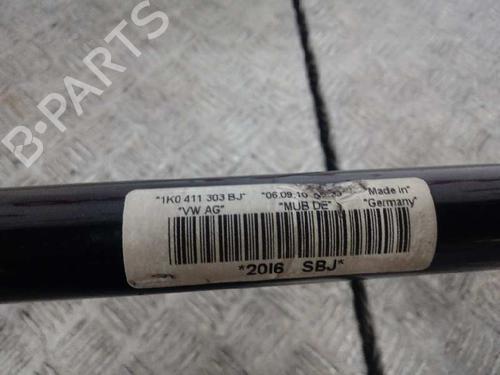 B-PARTS
"1K0 411 303 BJ" "06.09.10 "Made in"
"VW AG" "MUB DE" "Germany"
*2016 SBJ*